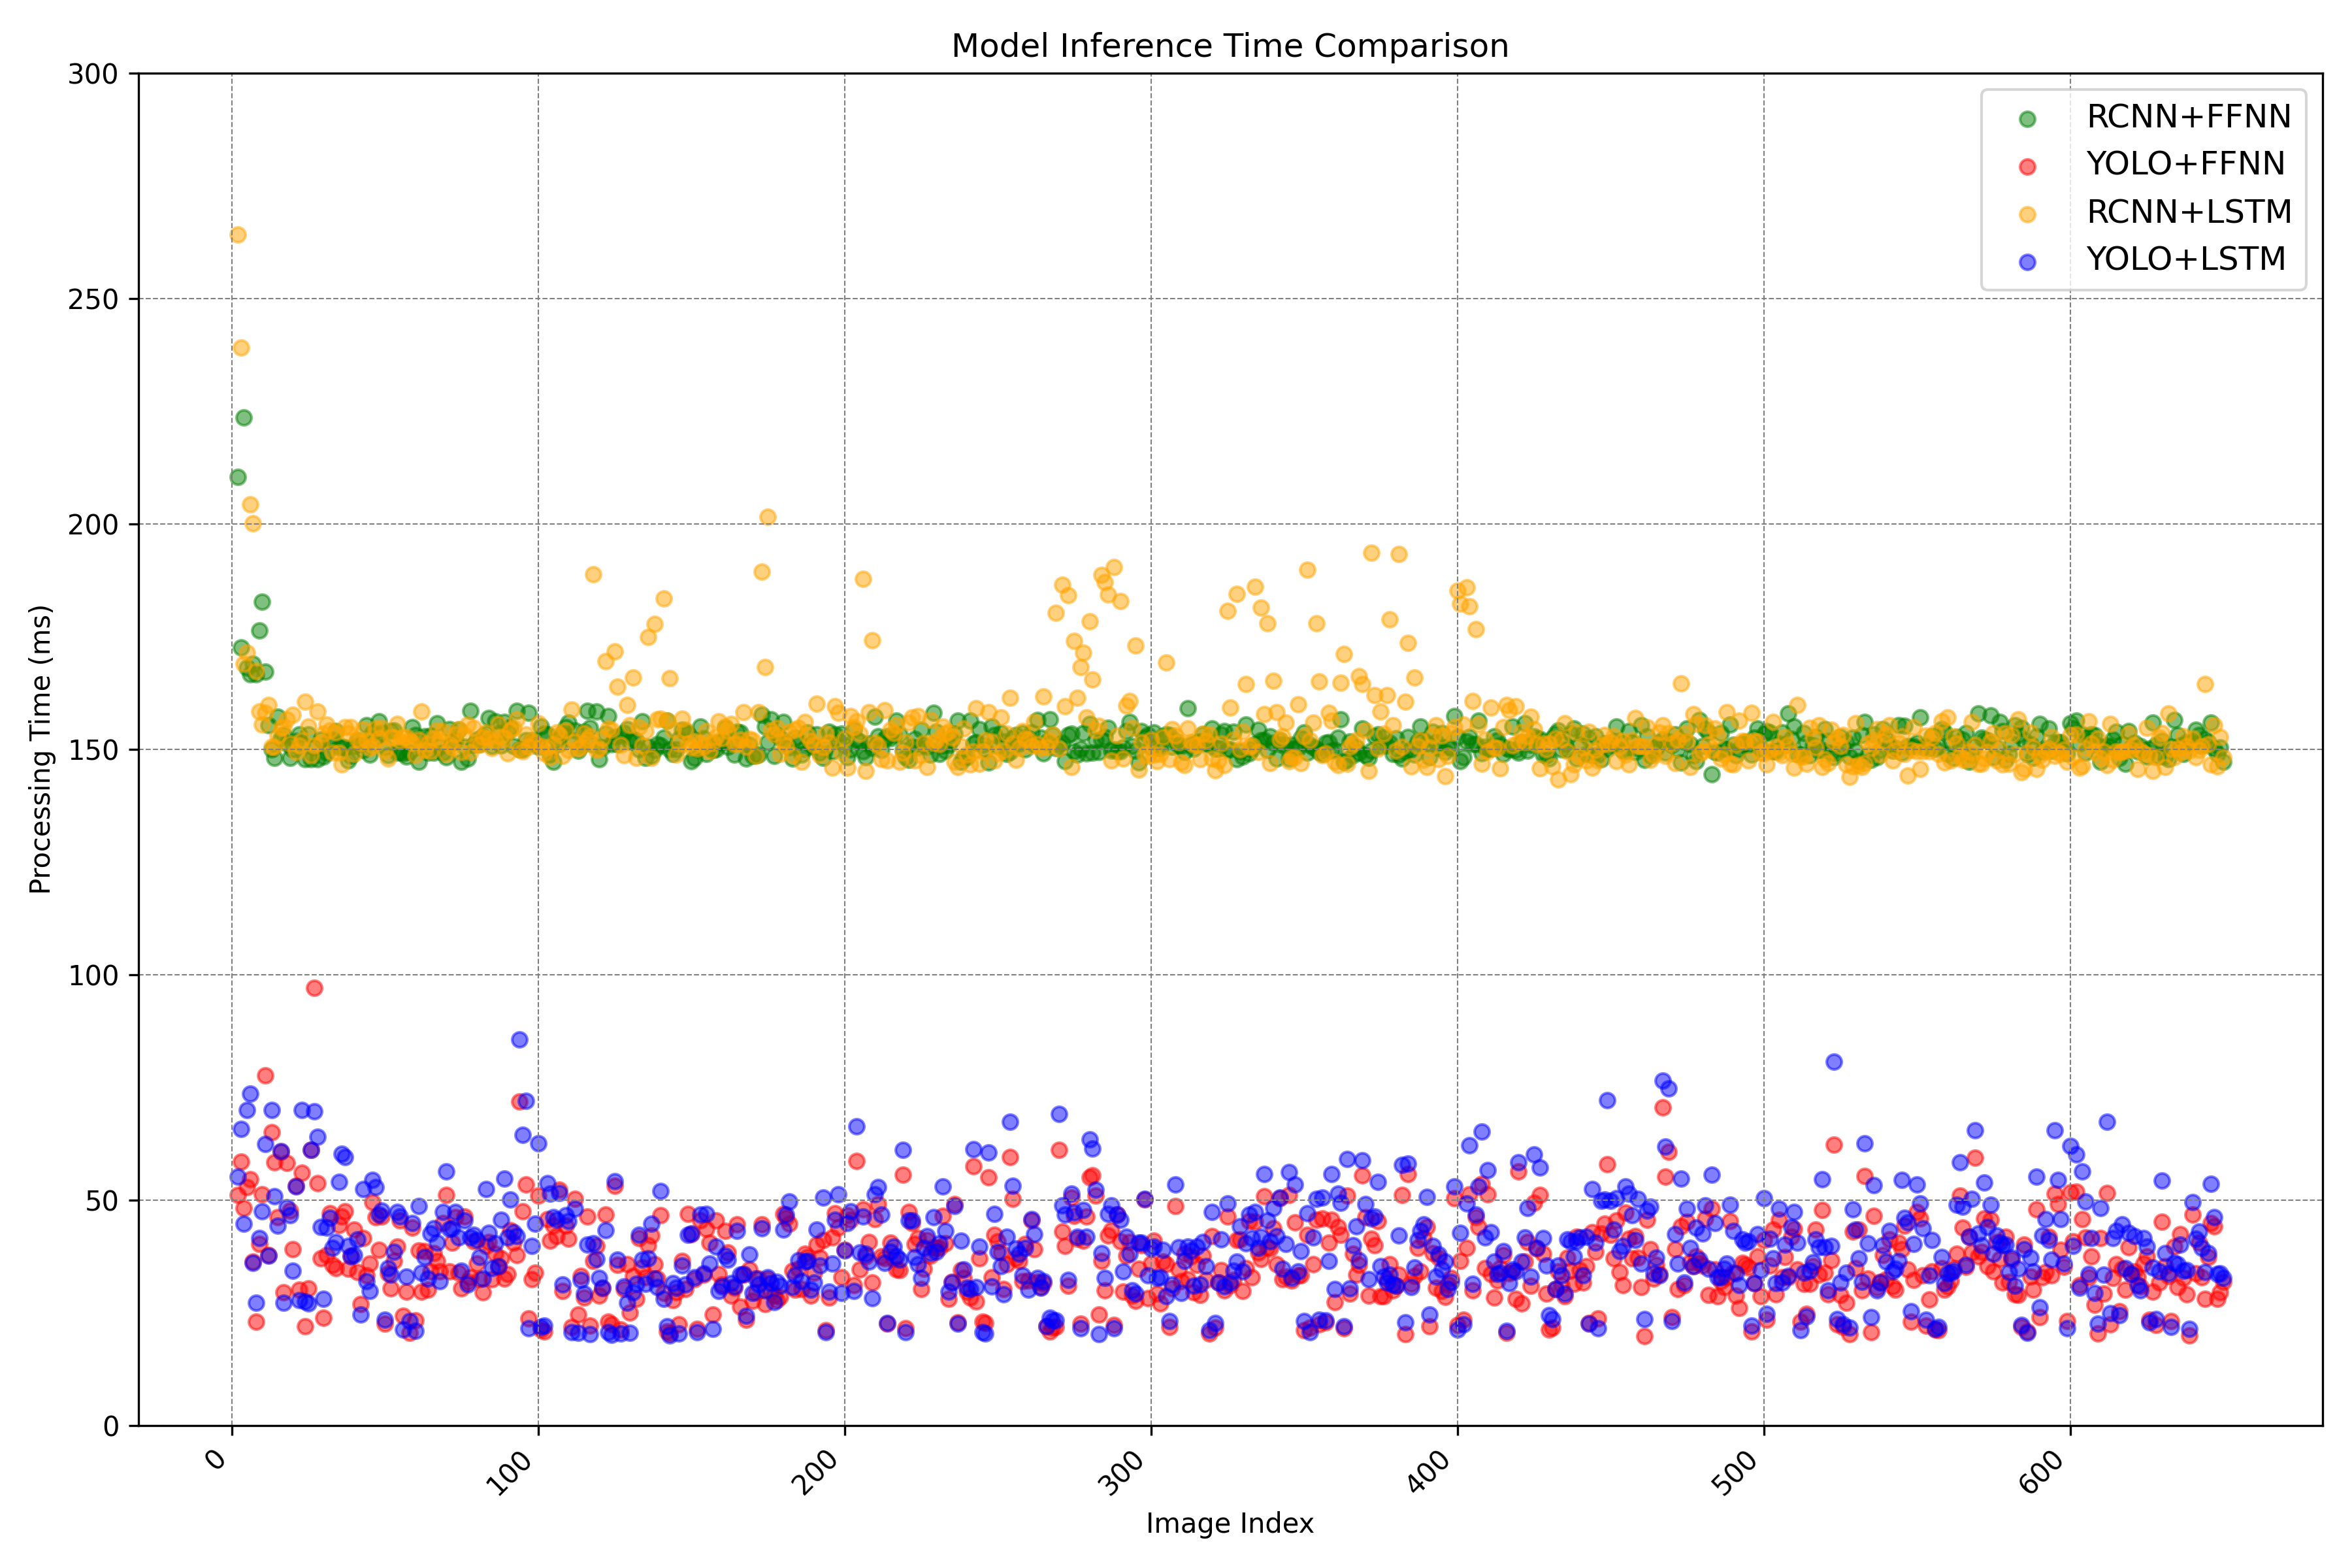 Model Inference Time Comparison
300
250
200
150
100
50
0
Processing Time (ms)
RCNN+FFNN
YOLO+FFNN
RCNN+LSTM
YOLO+LSTM
0
100
200
300
400
500
600
Image Index